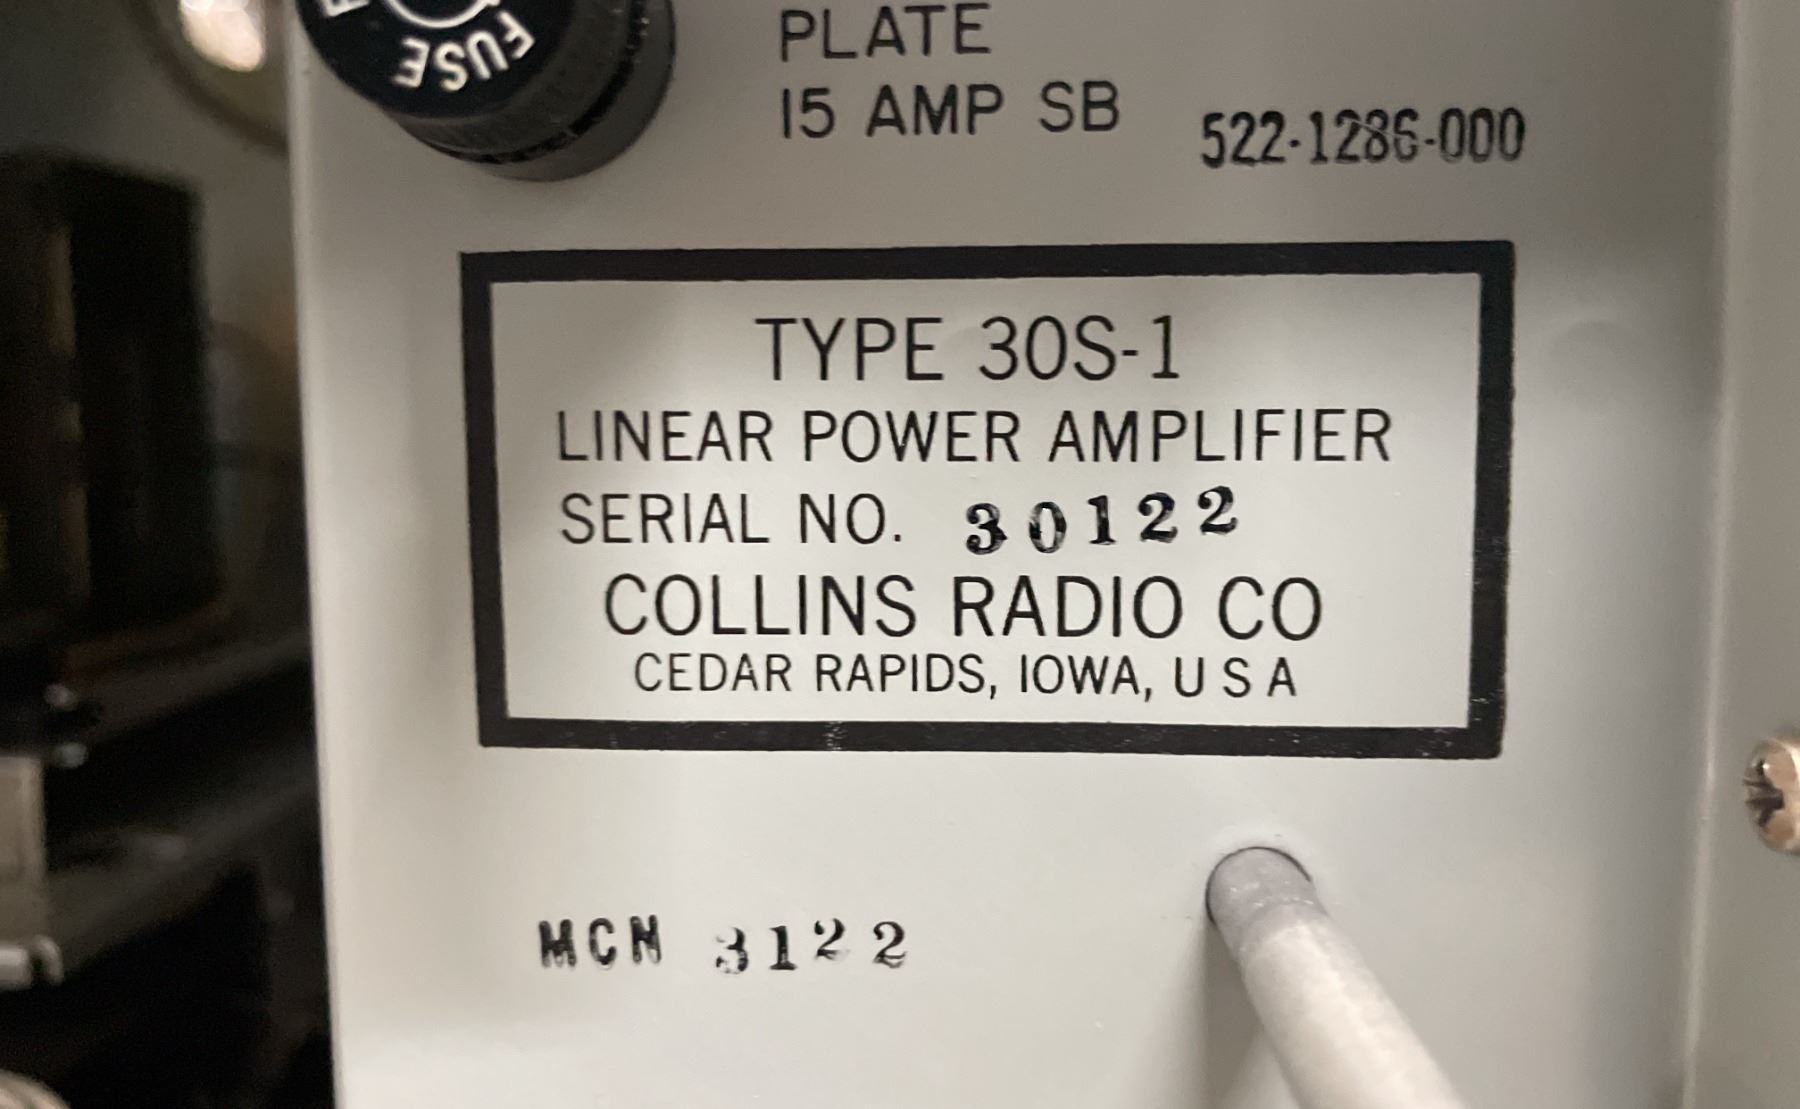 FUSE
PLATE
15 AMP SB
522-1286-000
TYPE 30S-1
LINEAR POWER AMPLIFIER
SERIAL NO. 30122
COLLINS RADIO CO
CEDAR RAPIDS, IOWA, U S A
MCN 3122